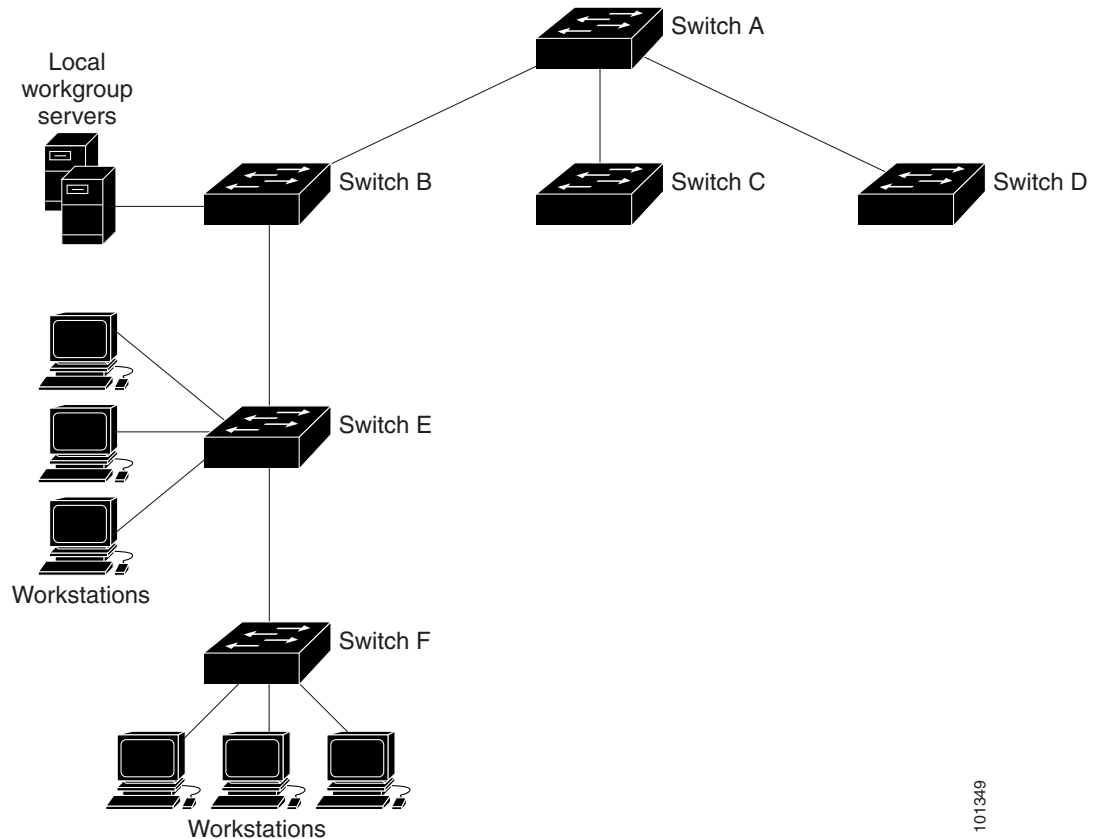 Switch A
Local
workgroup
servers
Switch B
Switch C
Switch D
Switch E
Workstations
Switch F
Workstations
101349